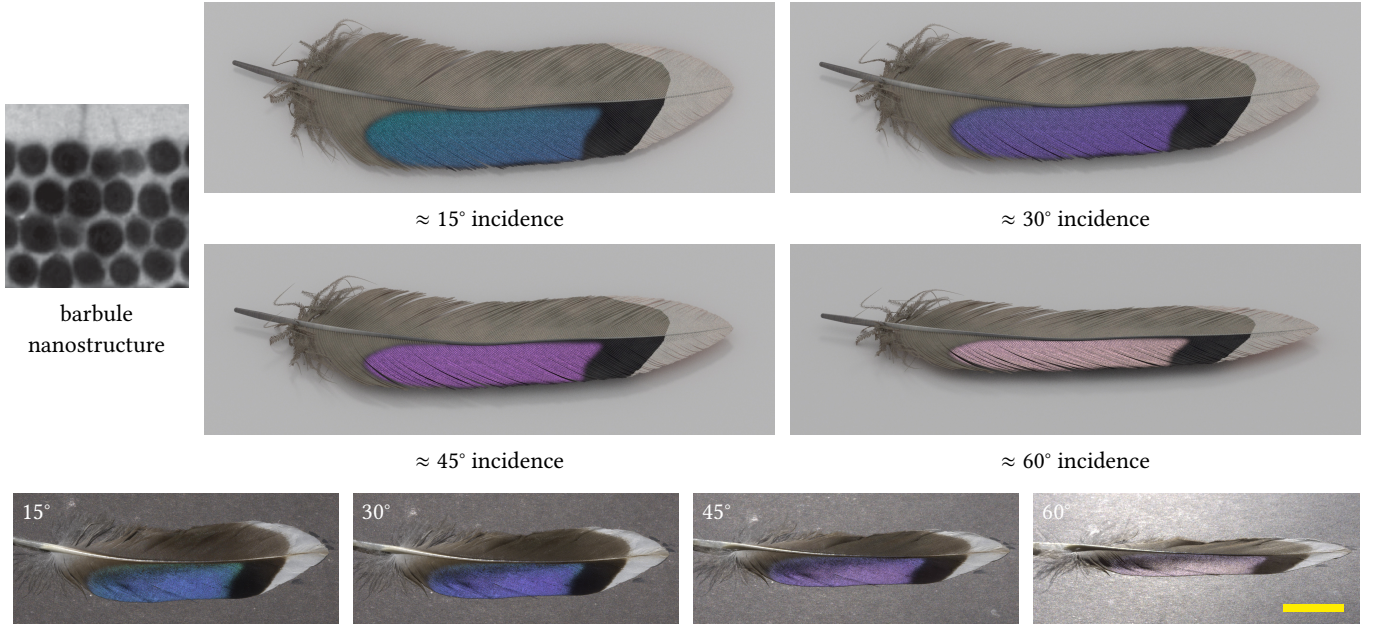 ≈ 15° incidence
≈ 30° incidence
barbule
nanostructure
≈ 45° incidence
≈ 60° incidence
15°
30°
45°
60°